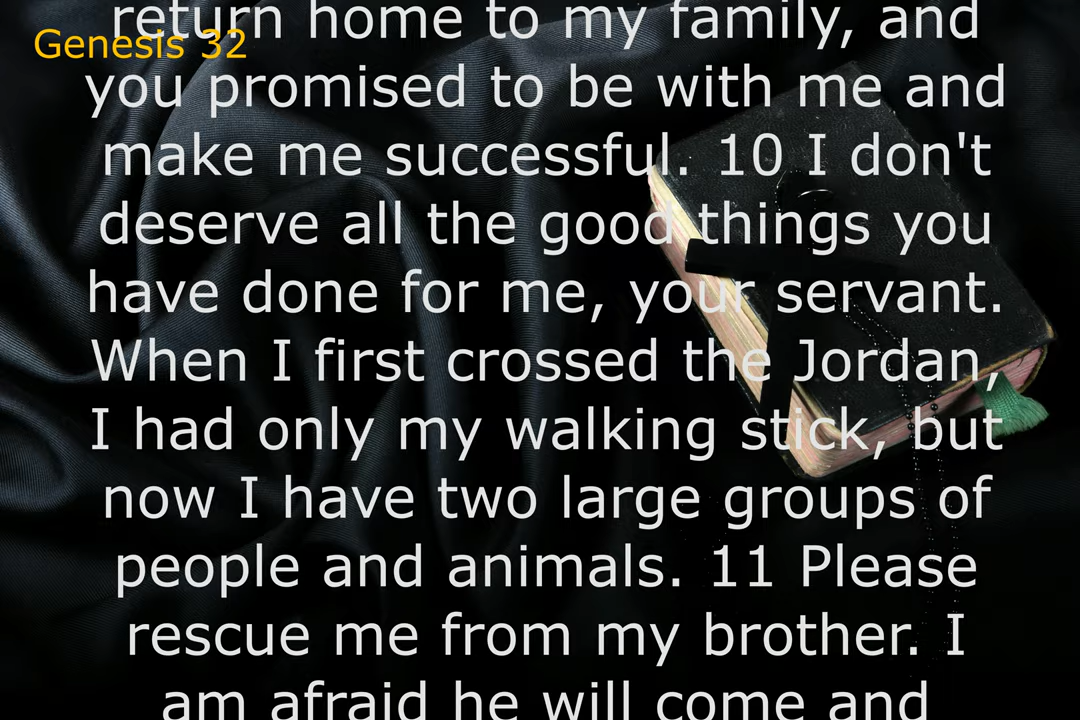 return home to my family, and
Genesis 32
you promised to be with me and
make me successful. 10 I don't
deserve all the good things you
have done for me, your servant.
When I first crossed the Jordan,
I had only my walking stick, but
now I have two large groups of
people and animals. 11 Please
rescue me from my brother. I
am afraid he will come and